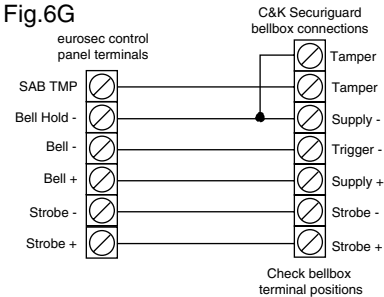 Fig.6G
eurosec control
panel terminals
C&K Securiguard
bellbox connections
Tamper
SAB TMP
Tamper
Bell Hold -
Supply -
Bell -
Trigger -
Bell +
Supply +
Strobe -
Strobe -
Strobe +
Strobe +
Check bellbox
terminal positions